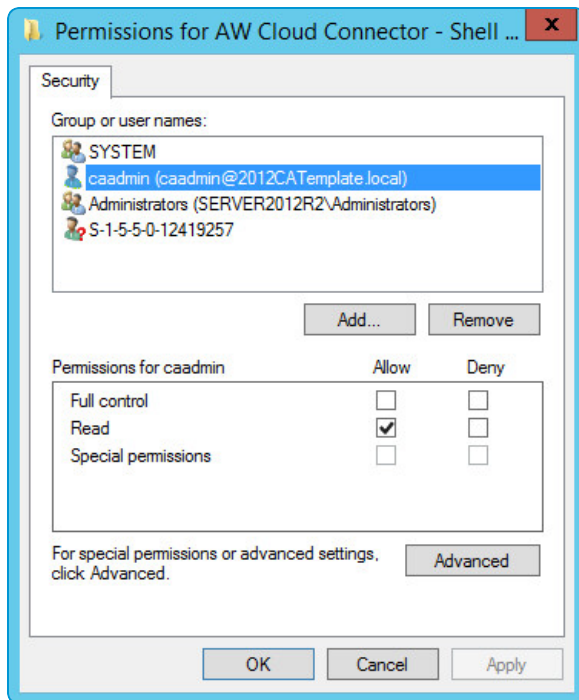 Permissions for AW Cloud Connector - Shell ...
x
Security
Group or user names:
SYSTEM
caadmin (caadmin@2012CATemplate.local)
Administrators (SERVER2012R2\Administrators)
S-1-5-5-0-12419257
Add... Remove
Permissions for caadmin Allow Deny
Full control
Read
Special permissions
For special permissions or advanced settings,
click Advanced.
Advanced
OK Cancel Apply